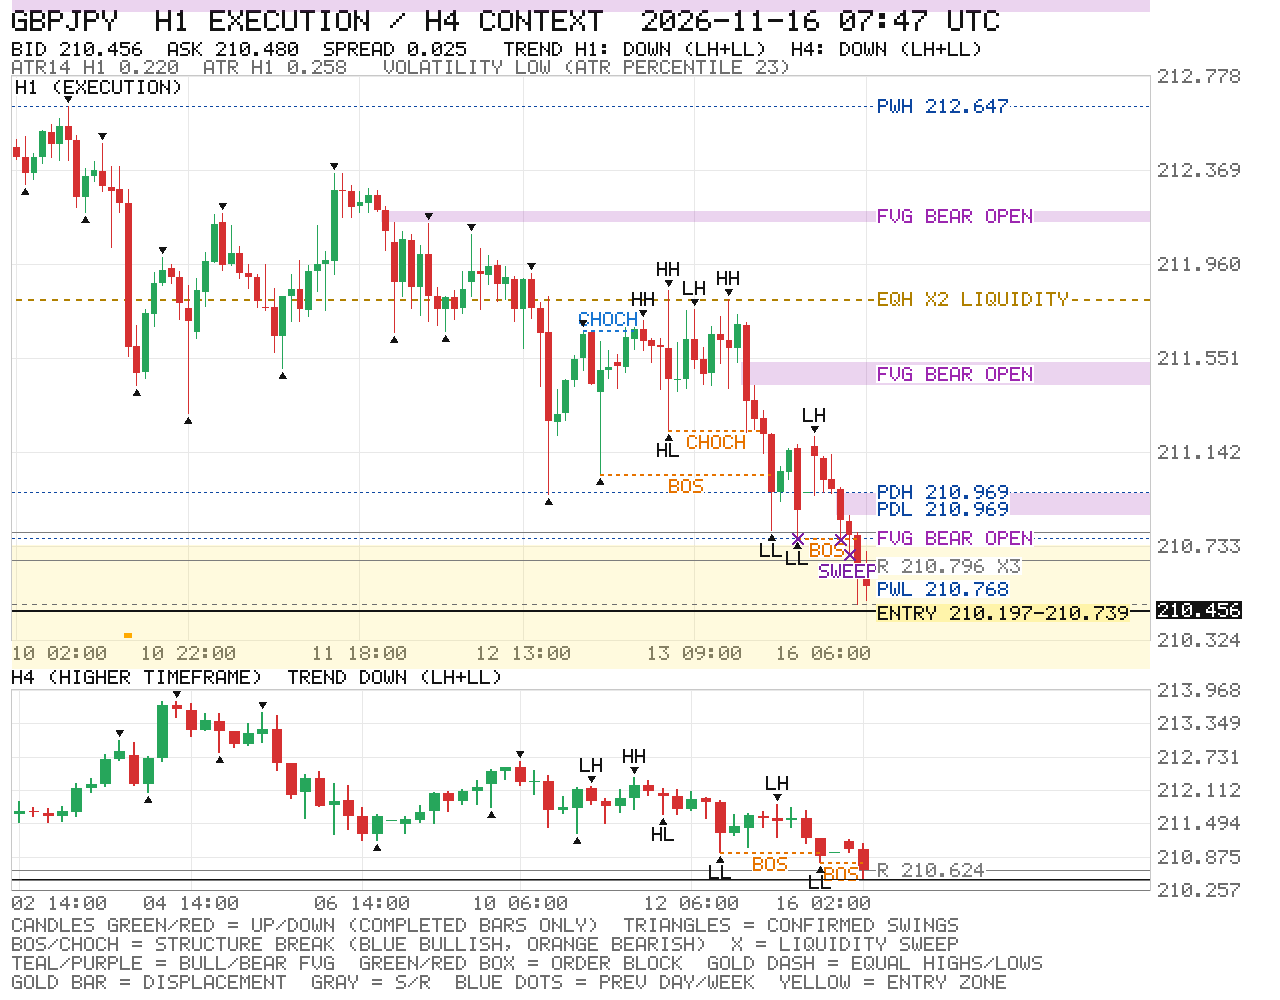 GBPJPY  H1 EXECUTION / H4 CONTEXT  2026-11-16 07:47 UTC
BID 210.456  ASK 210.480  SPREAD 0.025  TREND H1: DOWN (LH+LL)  H4: DOWN (LH+LL)
ATR14 H1 0.220  ATR H1 0.258  VOLATILITY LOW (ATR PERCENTILE 23)
212.778
H1 (EXECUTION)
PWH 212.647
212.369
FVG BEAR OPEN
211.960
HH
HH
LH
HH
EQH X2 LIQUIDITY
CHOCH
211.551
FVG BEAR OPEN
LH
CHOCH
HL
211.142
BOS
PDH 210.969
PDL 210.969
FVG BEAR OPEN
210.733
LL
LL
BOS
SWEEP
R 210.796 X3
PWL 210.768
ENTRY 210.197-210.739
210.456
210.324
10 02:00
10 22:00
11 18:00
12 13:00
13 09:00
16 06:00
H4 (HIGHER TIMEFRAME)  TREND DOWN (LH+LL)
213.968
213.349
212.731
LH
HH
LH
212.112
211.494
HL
210.875
BOS
LL
BOS
LL
R 210.624
210.257
02 14:00
04 14:00
06 14:00
10 06:00
12 06:00
16 02:00
CANDLES GREEN/RED = UP/DOWN (COMPLETED BARS ONLY)  TRIANGLES = CONFIRMED SWINGS
BOS/CHOCH = STRUCTURE BREAK (BLUE BULLISH, ORANGE BEARISH)  X = LIQUIDITY SWEEP
TEAL/PURPLE = BULL/BEAR FVG  GREEN/RED BOX = ORDER BLOCK  GOLD DASH = EQUAL HIGHS/LOWS
GOLD BAR = DISPLACEMENT  GRAY = S/R  BLUE DOTS = PREV DAY/WEEK  YELLOW = ENTRY ZONE